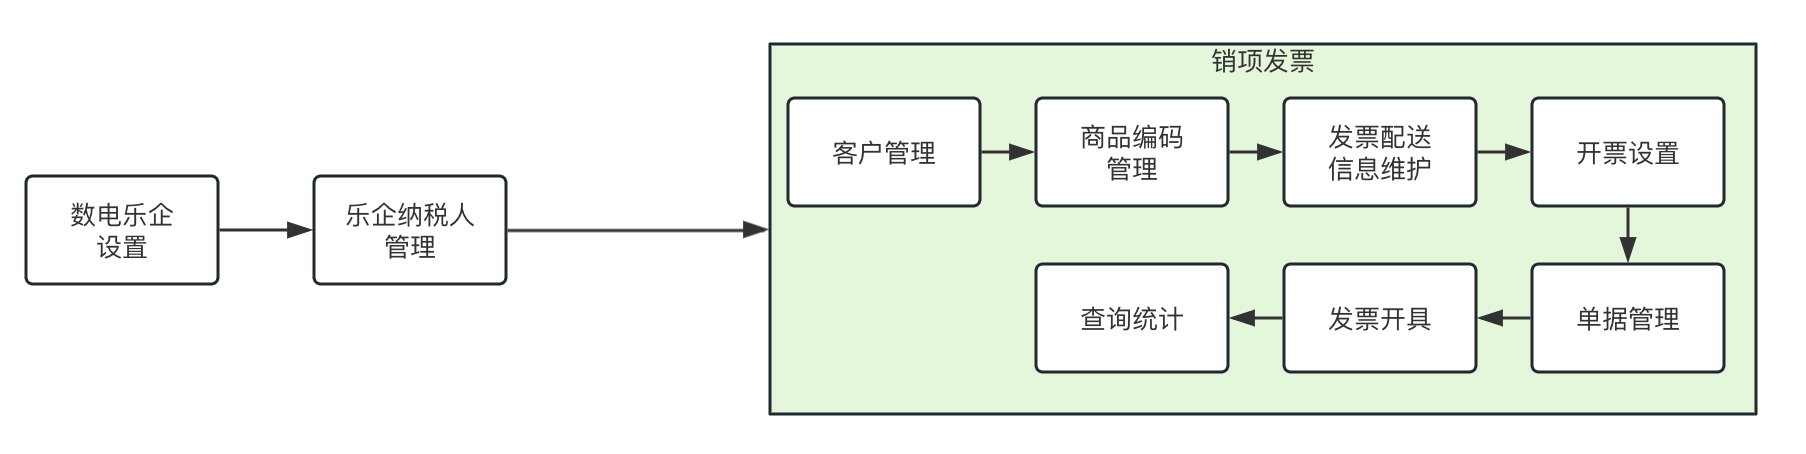 数电乐企
设置
乐企纳税人
管理
销项发票
客户管理
商品编码
管理
发票配送
信息维护
开票设置
单据管理
发票开具
查询统计